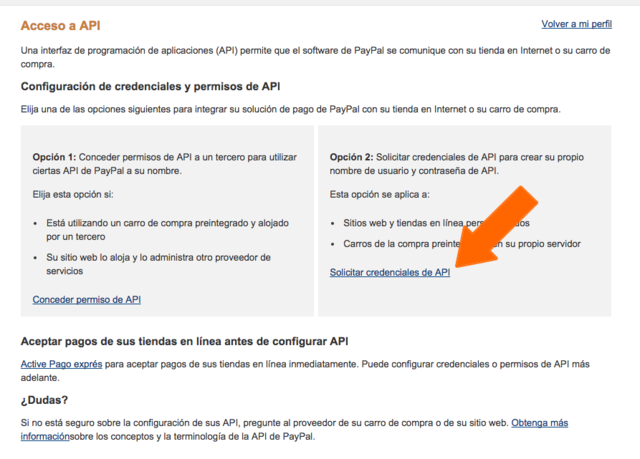 Acceso a API
Volver a mi perfil
Una interfaz de programación de aplicaciones (API) permite que el software de PayPal se comunique con su tienda en Internet o su carro de
compra.
Configuración de credenciales y permisos de API
Elija una de las opciones siguientes para integrar su solución de pago de PayPal con su tienda en Internet o su carro de compra.
Opción 1: Conceder permisos de API a un tercero para utilizar
ciertas API de PayPal a su nombre.
Elija esta opción si:
• Está utilizando un carro de compra preintegrado y alojado
por un tercero
• Su sitio web lo aloja y lo administra otro proveedor de
servicios
Conceder permiso de API
Opción 2: Solicitar credenciales de API para crear su propio
nombre de usuario y contraseña de API.
Esta opción se aplica a:
• Sitios web y tiendas en línea
• Carros de la compra su propio servidor
Solicitar credenciales de API
Aceptar pagos de sus tiendas en línea antes de configurar API
Active Pago exprés para aceptar pagos de sus tiendas en línea inmediatamente. Puede configurar credenciales o permisos de API más
adelante.
¿Dudas?
Si no está seguro sobre la configuración de sus API, pregunte al proveedor de su carro de compra o de su sitio web. Obtenga más
informaciónsobre los conceptos y la terminología de la API de PayPal.